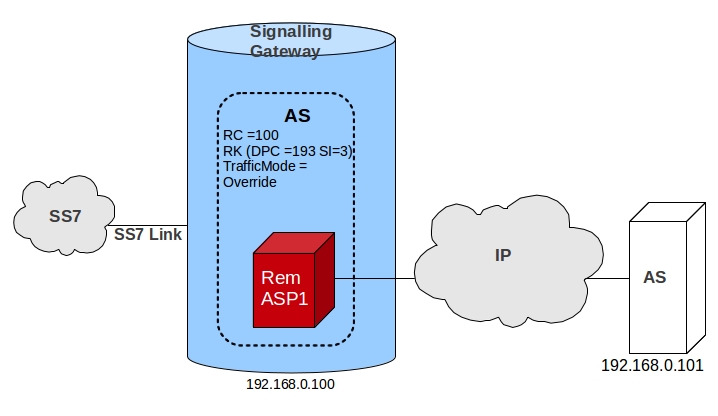 Signalling
Gateway
AS
RC =100
RK (DPC =193 SI=3)
TrafficMode =
Override
SS7
SS7 Link
Rem
ASP1
IP
AS
192.168.0.101
192.168.0.100